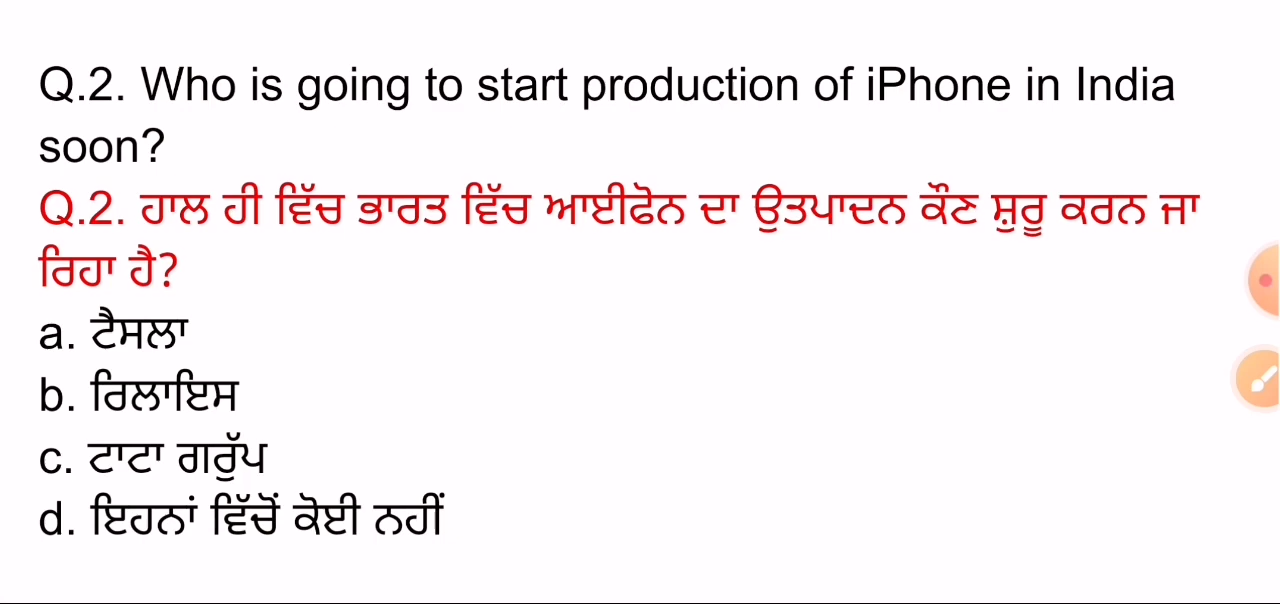 Q.2. Who is going to start production of iPhone in India
soon?
Q.2. ਹਾਲ ਹੀ ਵਿੱਚ ਭਾਰਤ ਵਿੱਚ ਆਈਫੋਨ ਦਾ ਉਤਪਾਦਨ ਕੌਣ ਸ਼ੁਰੂ ਕਰਨ ਜਾ
ਰਿਹਾ ਹੈ?
a. ਟੈਸਲਾ
b. ਰਿਲਾਇਸ
c. ਟਾਟਾ ਗਰੁੱਪ
d. ਇਹਨਾਂ ਵਿੱਚੋਂ ਕੋਈ ਨਹੀਂ